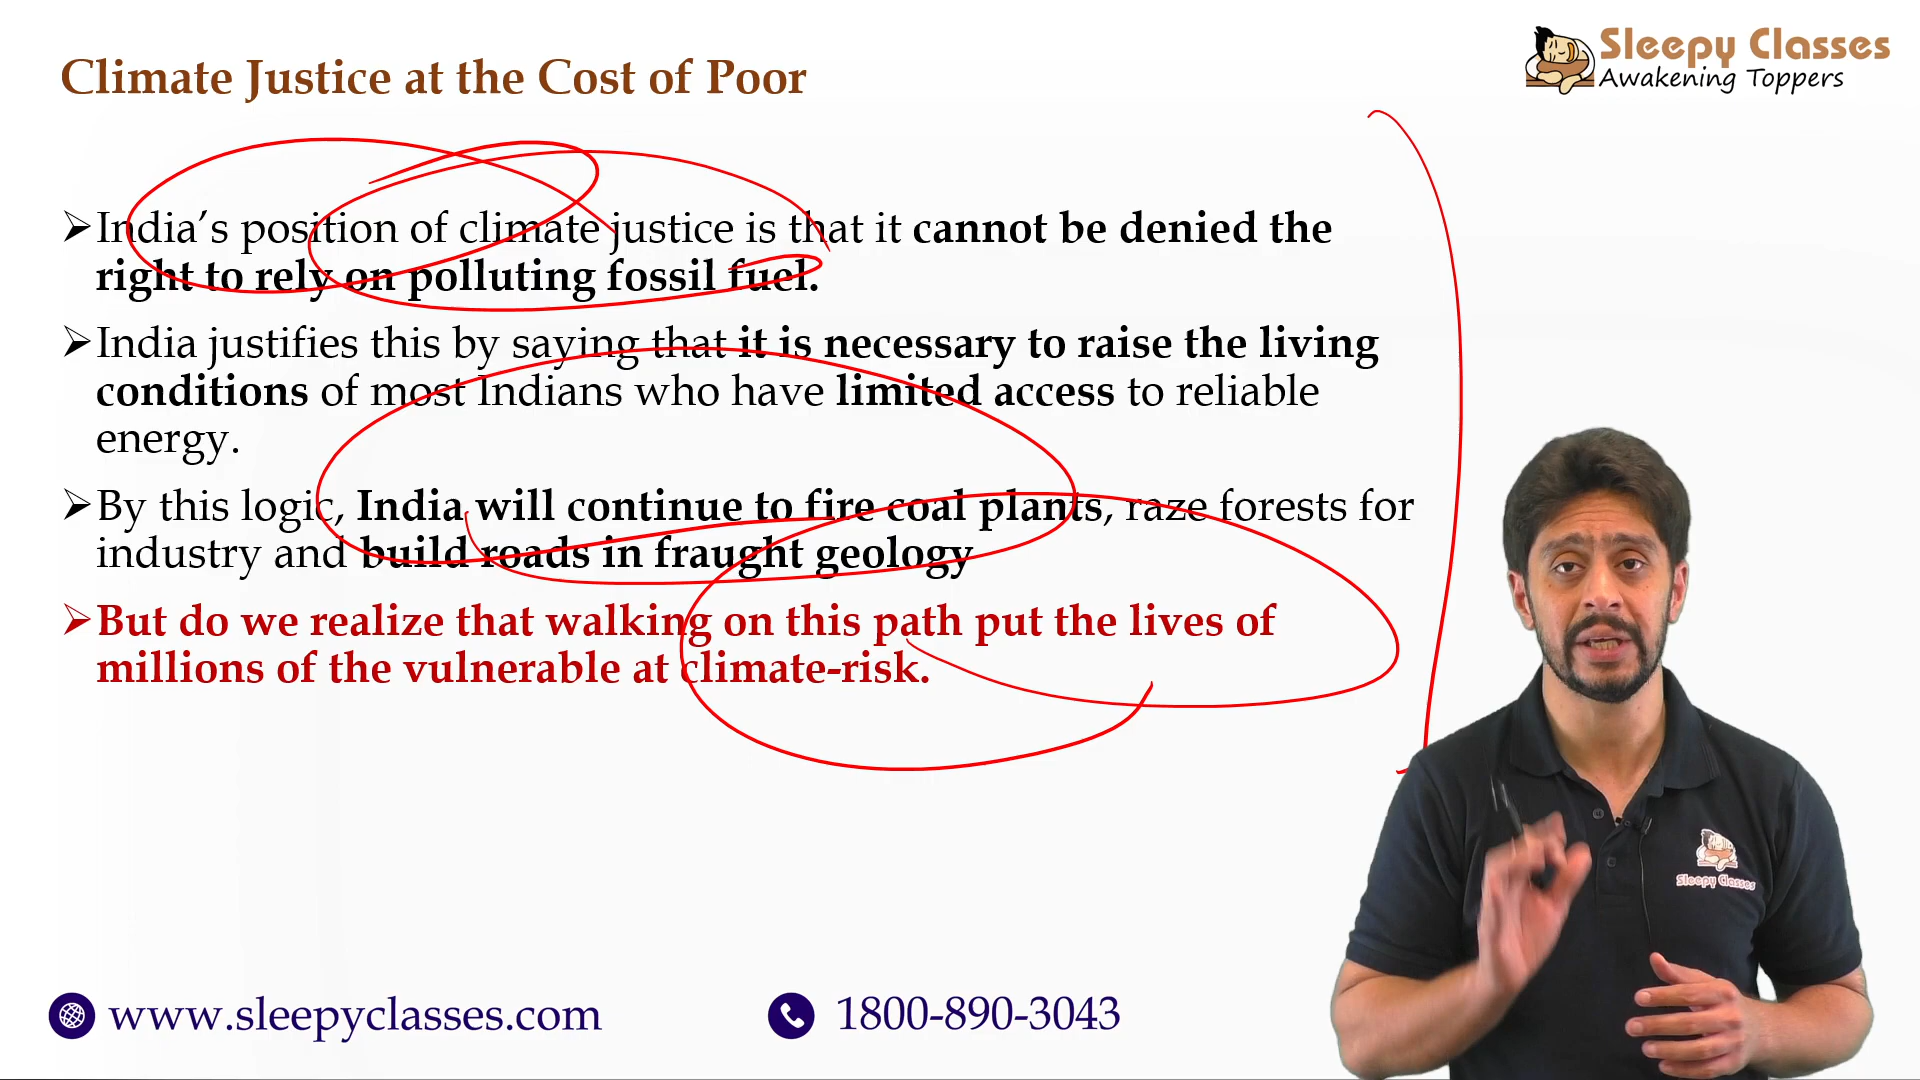 Climate Justice at the Cost of Poor
Sleepy Classes
Awakening Toppers
India’s position of climate justice is that it cannot be denied the
right to rely on polluting fossil fuel.
India justifies this by saying that it is necessary to raise the living
conditions of most Indians who have limited access to reliable
energy.
By this logic, India will continue to fire coal plants, raze forests for
industry and build roads in fraught geology
But do we realize that walking on this path put the lives of
millions of the vulnerable at climate-risk.
Sleepy Classes
www.sleepyclasses.com
1800-890-3043